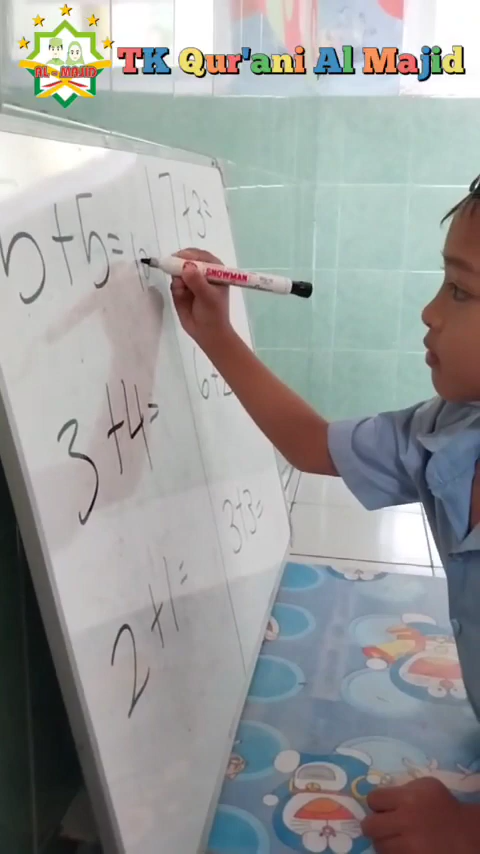 TK Qur'ani Al Majid
AL - MAJID
5+5=10
3+4=
2+1=
7+3=
3+3=
SNOWMAN